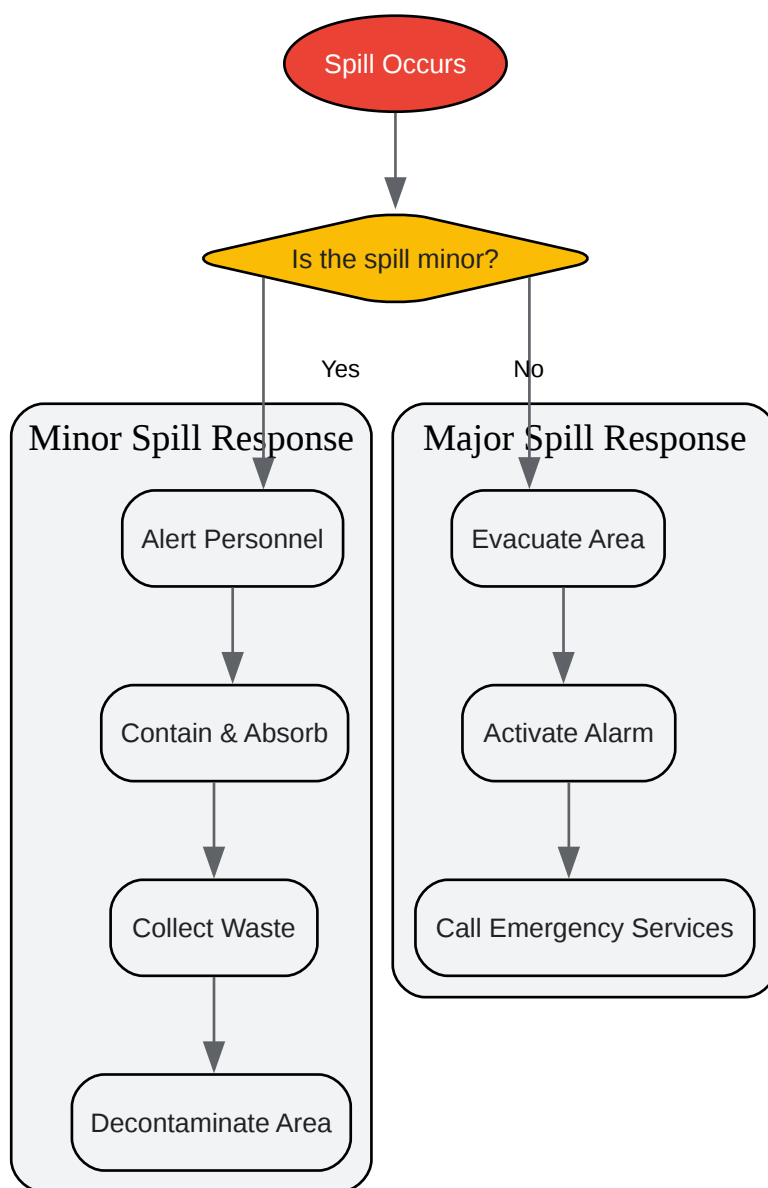 Spill Occurs
Is the spill minor?
Yes
No
Minor Spill Response
Major Spill Response
Alert Personnel
Evacuate Area
Contain & Absorb
Activate Alarm
Collect Waste
Call Emergency Services
Decontaminate Area